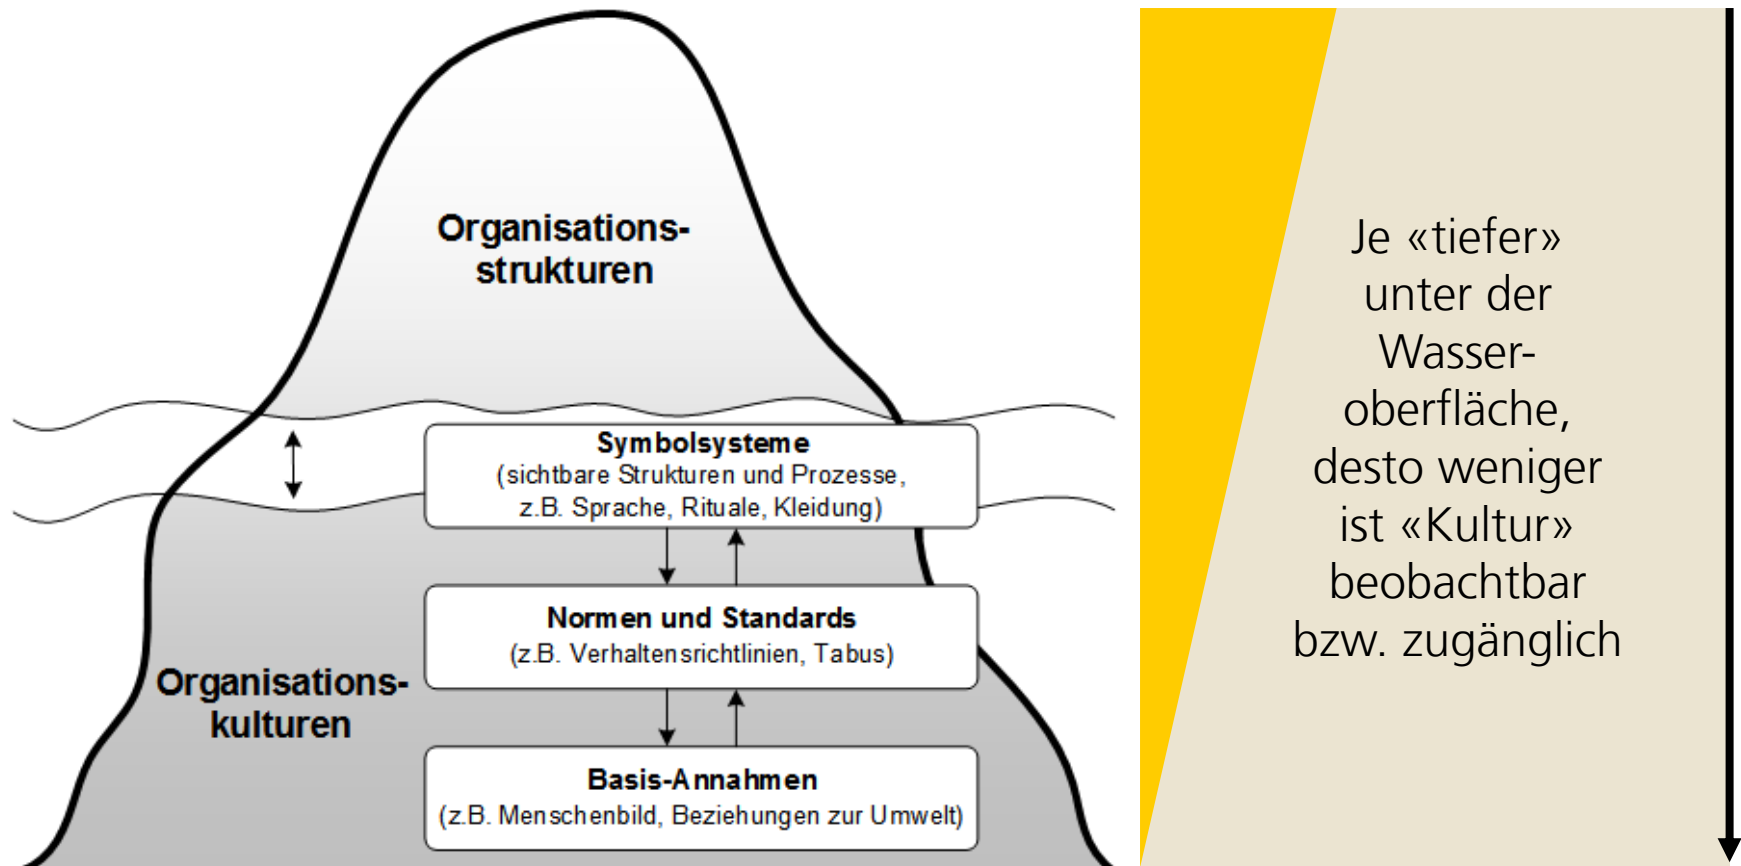 Organisations-
strukturen
Symbolsysteme
(sichtbare Strukturen und Prozesse,
z.B. Sprache, Rituale, Kleidung)
Normen und Standards
(z.B. Verhaltensrichtlinien, Tabus)
Organisations-
kulturen
Basis-Annahmen
(z.B. Menschenbild, Beziehungen zur Umwelt)
Je «tiefer»
unter der
Wasser-
oberfläche,
desto weniger
ist «Kultur»
beobachtbar
bzw. zugänglich